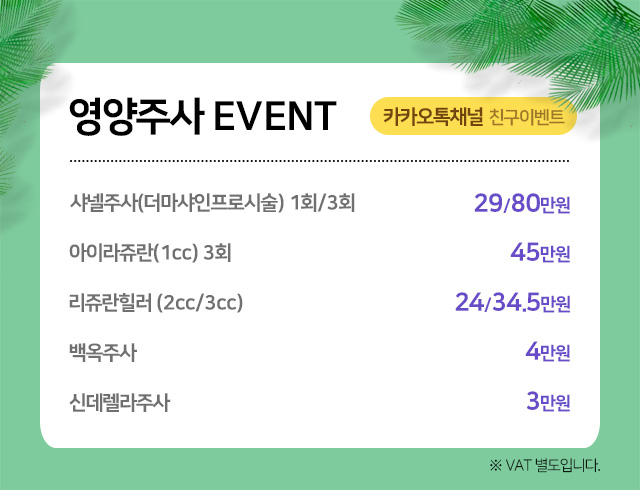 영양주사 EVENT 카카오톡채널 친구이벤트
샤넬주사(더마샤인프로시술) 1회/3회 29/80만원
아이라쥬란(1cc) 3회 45만원
리쥬란힐러 (2cc/3cc) 24/34.5만원
백옥주사 4만원
신데렐라주사 3만원
※ VAT 별도입니다.